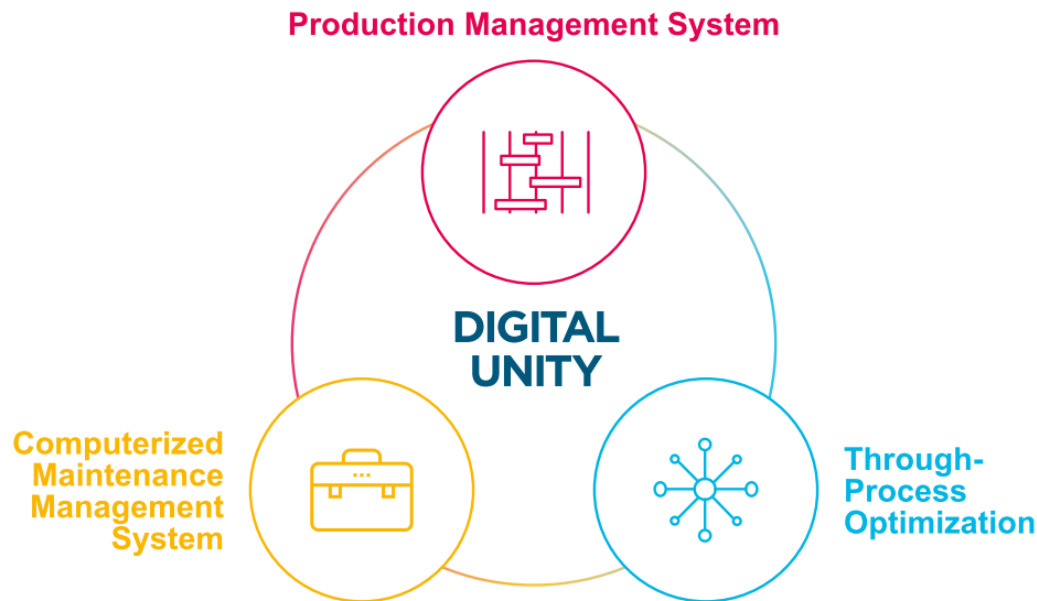 Production Management System
DIGITAL
UNITY
Computerized
Maintenance
Management
System
Through-
Process
Optimization